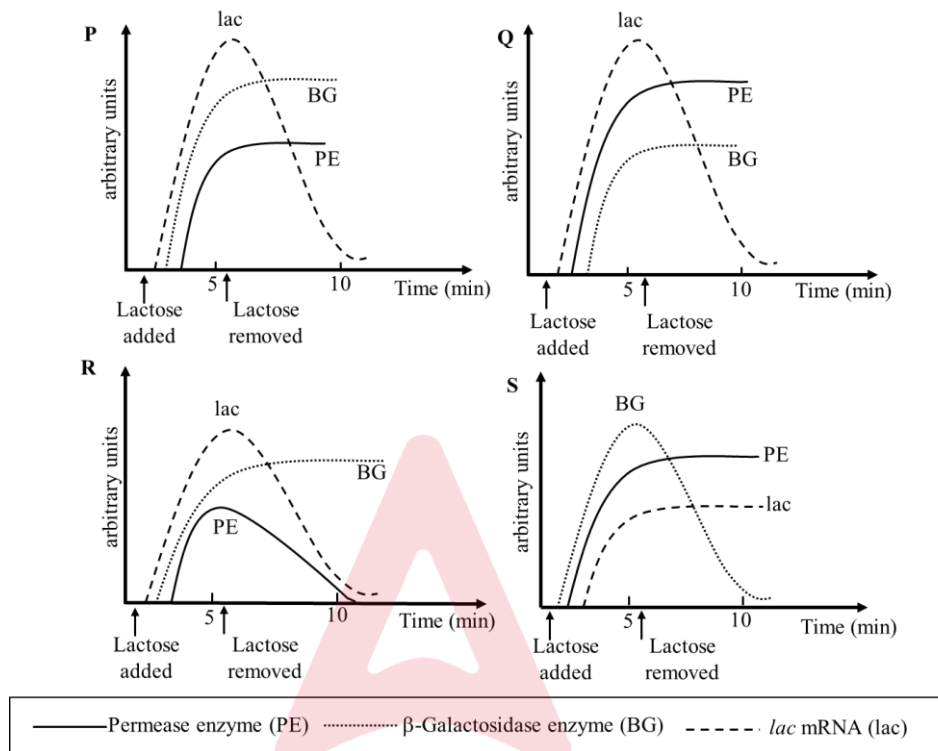 P
lac
BG
PE
arbitrary units
5
10
Time (min)
Lactose added
Lactose removed
Q
lac
PE
BG
arbitrary units
5
10
Time (min)
Lactose added
Lactose removed
R
lac
BG
PE
arbitrary units
5
10
Time (min)
Lactose added
Lactose removed
S
BG
PE
lac
arbitrary units
5
10
Time (min)
Lactose added
Lactose removed
Permease enzyme (PE) β-Galactosidase enzyme (BG) lac mRNA (lac)